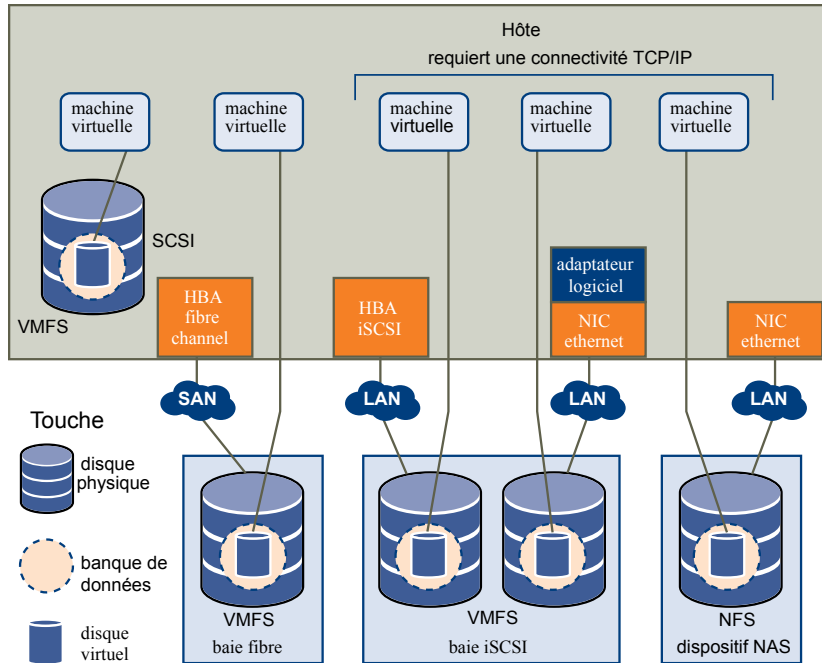 Hôte
requiert une connectivité TCP/IP
machine
virtuelle
machine
virtuelle
machine
virtuelle
machine
virtuelle
machine
virtuelle
SCSI
VMFS
HBA
fibre
channel
HBA
iSCSI
adaptateur
logiciel
NIC
ethernet
NIC
ethernet
SAN
LAN
LAN
LAN
Touche
disque
physique
banque de
données
disque
virtuel
VMFS
baie fibre
VMFS
baie iSCSI
NFS
dispositif NAS